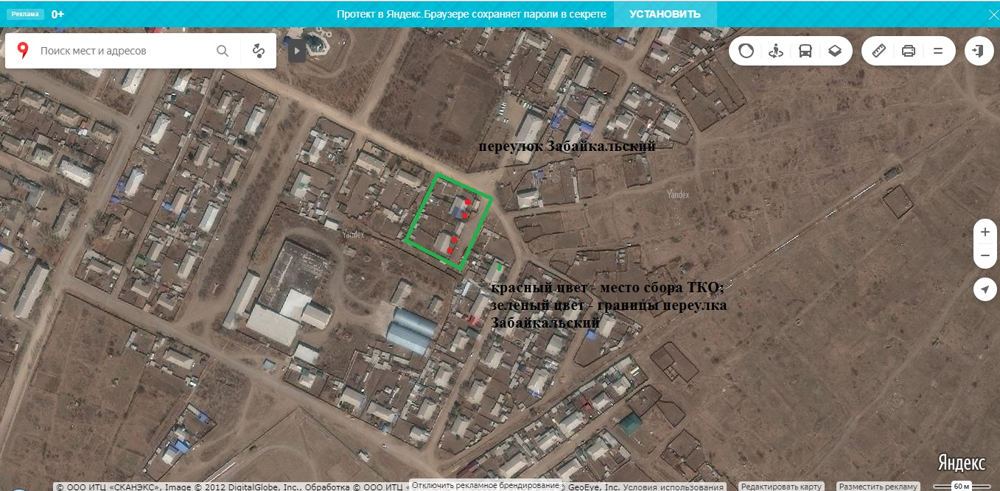 Реклама
0+
Протект в Яндекс.Браузере сохраняет пароли в секрете
УСТАНОВИТЬ
Поиск мест и адресов
переулок Забайкальский
Yandex
Yandex
красный цвет - место сбора ТКО;
зеленый цвет - границы переулка
Забайкальский
Яндекс
© ООО ИТЦ «СКАНЭКС», Image © 2012 DigitalGlobe, Inc., Обработка © ООО ИТЦ «
Отключить рекламное брендирование
GeoEye, Inc. Условия использования
Редактировать карту
Разместить рекламу
60 м